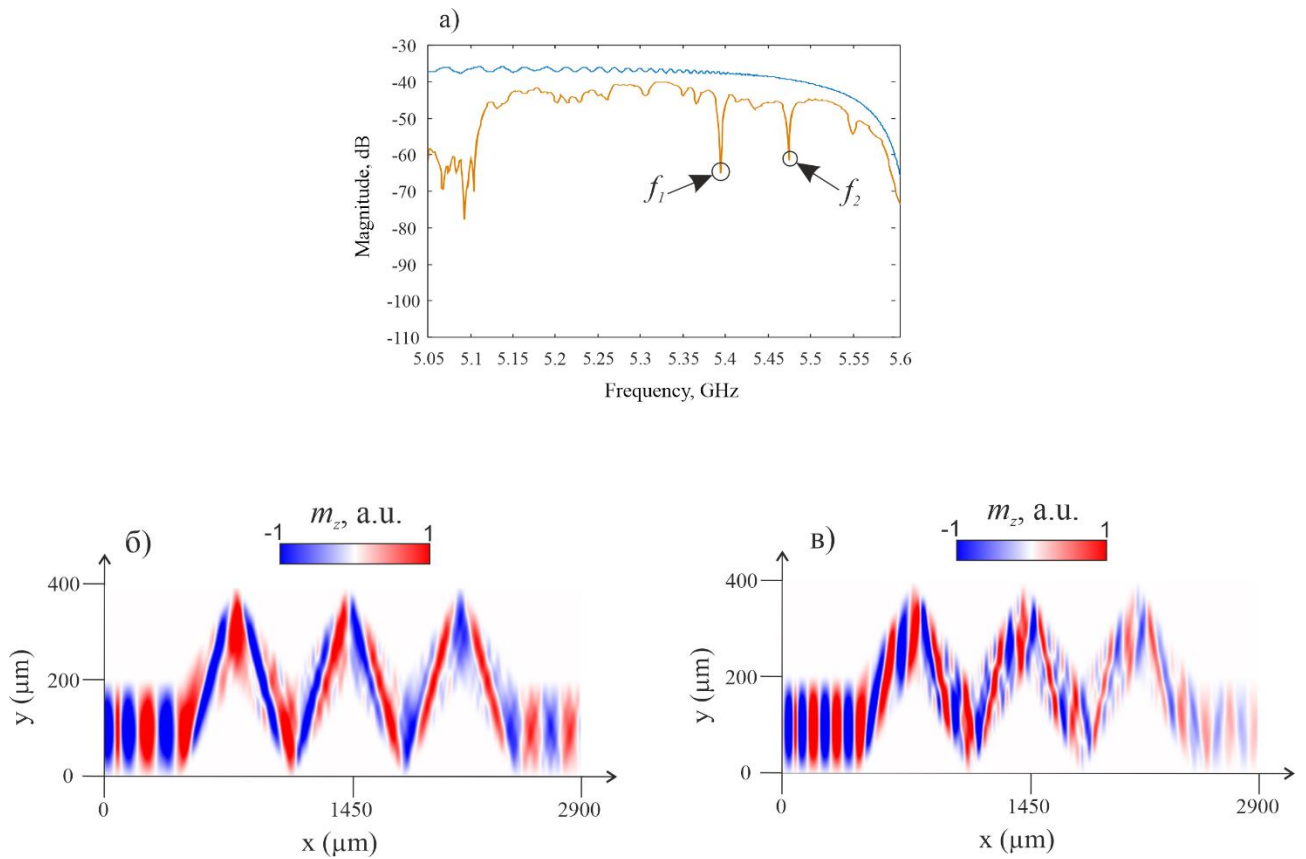 а)
-30
-40
-50
-60
-70
-80
-90
-100
-110
Magnitude, dB
f1
f2
5.05 5.1 5.15 5.2 5.25 5.3 5.35 5.4 5.45 5.5 5.55 5.6
Frequency, GHz
б)
mz, a.u.
-1 1
400
200
0
y (μm)
0 1450 2900
x (μm)
в)
mz, a.u.
-1 1
400
200
0
y (μm)
0 1450 2900
x (μm)